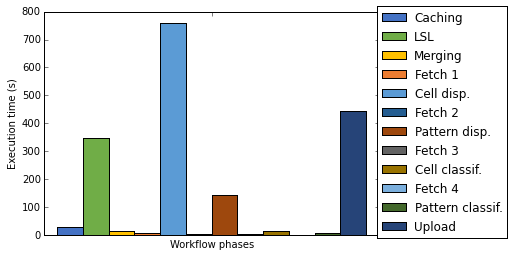 800
700
600
500
400
300
200
100
0
Execution time (s)
Workflow phases
Caching
LSL
Merging
Fetch 1
Cell disp.
Fetch 2
Pattern disp.
Fetch 3
Cell classif.
Fetch 4
Pattern classif.
Upload